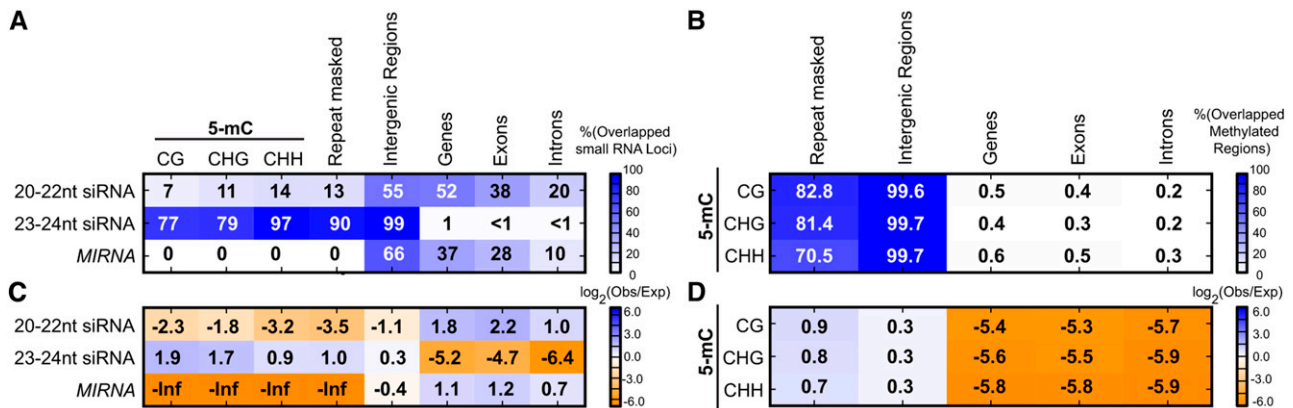 A
5-mC
CG CHG CHH
Repeat masked
Intergenic Regions
Genes
Exons
Introns
%(Overlapped
small RNA Loci)
20-22nt siRNA 7 11 14 13 55 52 38 20
23-24nt siRNA 77 79 97 90 99 1 <1 <1
MIRNA 0 0 0 0 66 37 28 10
100
80
60
40
20
0
B
Repeat masked
Intergenic Regions
Genes
Exons
Introns
%(Overlapped
Methylated
Regions)
5-mC
CG 82.8 99.6 0.5 0.4 0.2
CHG 81.4 99.7 0.4 0.3 0.2
CHH 70.5 99.7 0.6 0.5 0.3
100
80
60
40
20
0
C
log2(Obs/Exp)
20-22nt siRNA -2.3 -1.8 -3.2 -3.5 -1.1 1.8 2.2 1.0
23-24nt siRNA 1.9 1.7 0.9 1.0 0.3 -5.2 -4.7 -6.4
MIRNA -Inf -Inf -Inf -Inf -0.4 1.1 1.2 0.7
6.0
3.0
0.0
-3.0
-6.0
D
log2(Obs/Exp)
5-mC
CG 0.9 0.3 -5.4 -5.3 -5.7
CHG 0.8 0.3 -5.6 -5.5 -5.9
CHH 0.7 0.3 -5.8 -5.8 -5.9
6.0
3.0
0.0
-3.0
-6.0